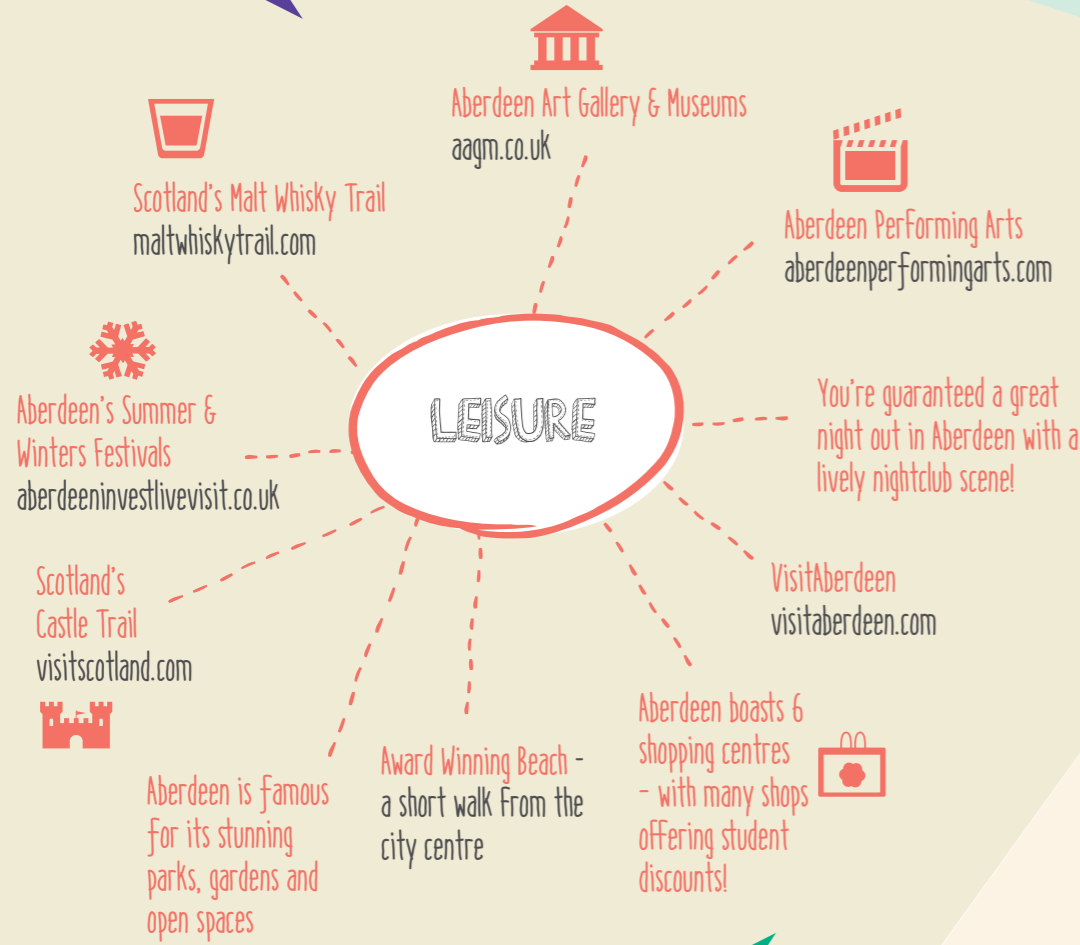 Aberdeen Art Gallery & Museums
aagm.co.uk
Scotland's Malt Whisky Trail
maltwhiskytrail.com
Aberdeen Performing Arts
aberdeenperformingarts.com
Aberdeen's Summer &
Winters Festivals
aberdeeninvestlivevisit.co.uk
LEISURE
You're guaranteed a great
night out in Aberdeen with a
lively nightclub scene!
Scotland's
Castle Trail
visitscotland.com
VisitAberdeen
visitaberdeen.com
Aberdeen is famous
for its stunning
parks, gardens and
open spaces
Award Winning Beach -
a short walk from the
city centre
Aberdeen boasts 6
shopping centres
- with many shops
offering student
discounts!